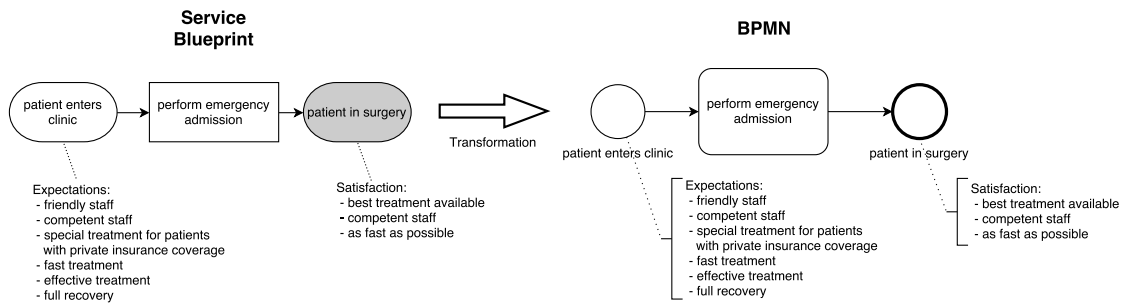 Service
Blueprint
patient enters
clinic
perform emergency
admission
patient in surgery
Expectations:
- friendly staff
- competent staff
- special treatment for patients
with private insurance coverage
- fast treatment
- effective treatment
- full recovery
Satisfaction:
- best treatment available
- competent staff
- as fast as possible
Transformation
BPMN
patient enters clinic
perform emergency
admission
patient in surgery
Expectations:
- friendly staff
- competent staff
- special treatment for patients
with private insurance coverage
- fast treatment
- effective treatment
- full recovery
Satisfaction:
- best treatment available
- competent staff
- as fast as possible